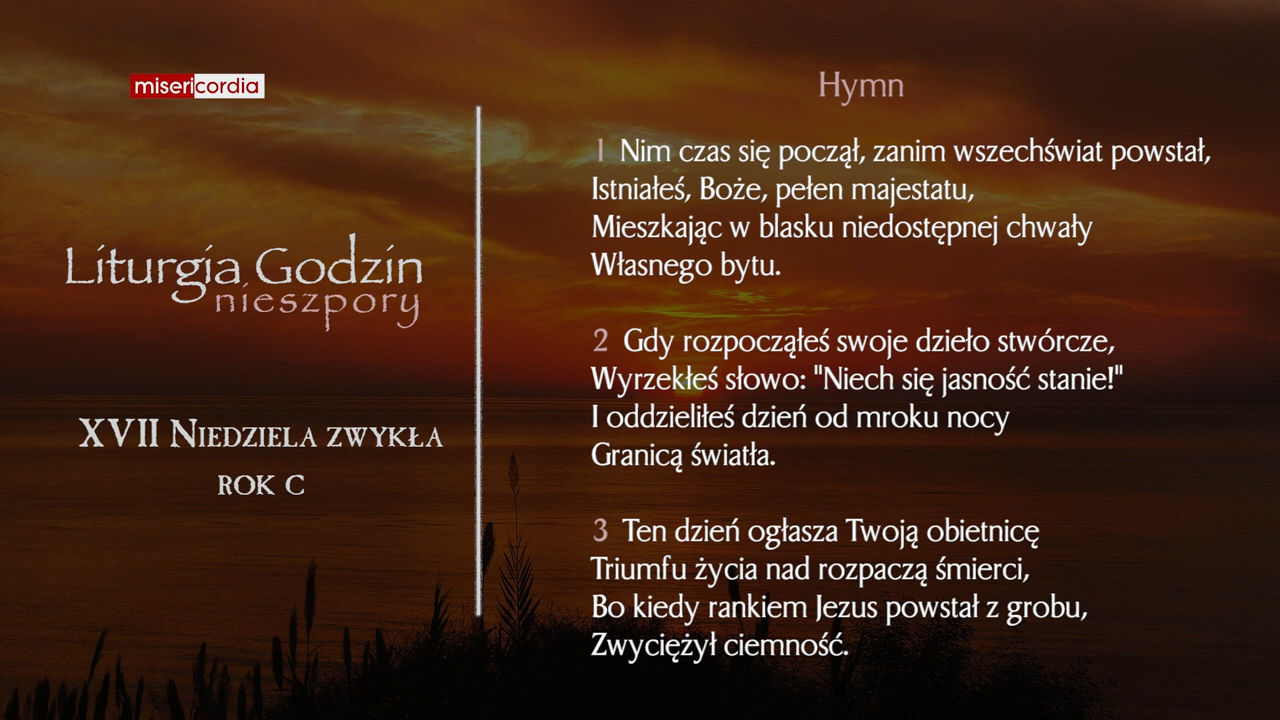 misericordia
Liturgia Godzin
nieszpory
XVII Niedziela zwykła
rok C
Hymn
1 Nim czas się począł, zanim wszechświat powstał,
Istniałeś, Boże, pełen majestatu,
Mieszkając w blasku niedostępnej chwały
Własnego bytu.
2 Gdy rozpocząłeś swoje dzieło stwórcze,
Wyrzekłeś słowo: "Niech się jasność stanie!"
I oddzieliłeś dzień od mroku nocy
Granicą światła.
3 Ten dzień ogłasza Twoją obietnicę
Triumfu życia nad rozpaczą śmierci,
Bo kiedy rankiem Jezus powstał z grobu,
Zwyciężył ciemność.